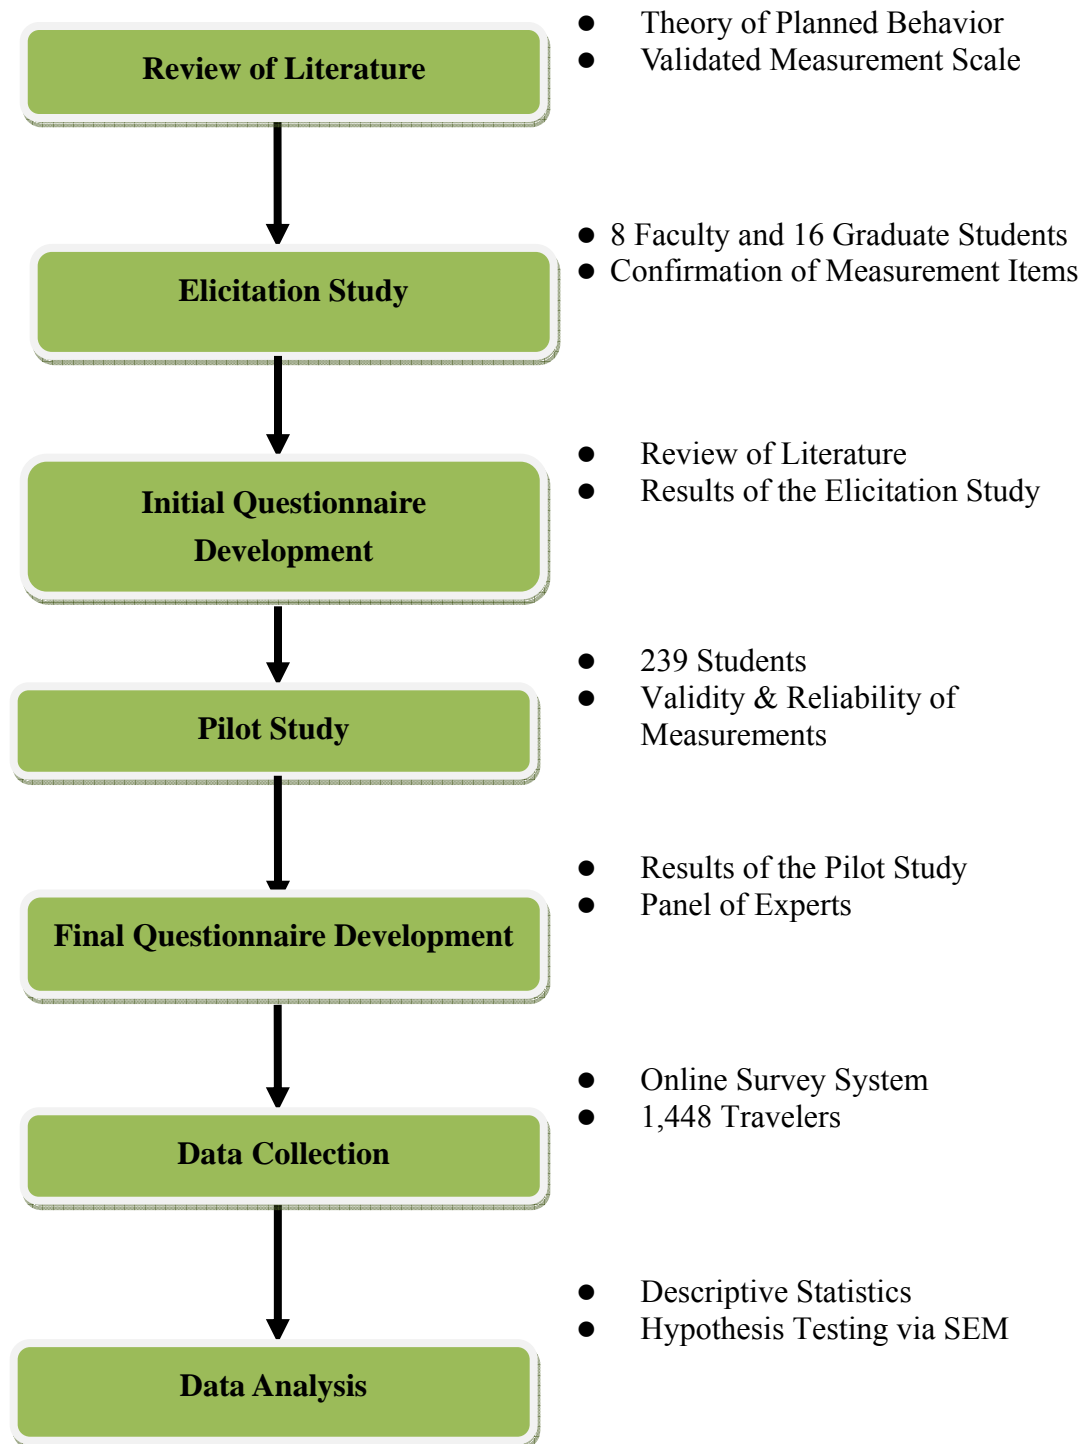 Review of Literature
● Theory of Planned Behavior
● Validated Measurement Scale
Elicitation Study
● 8 Faculty and 16 Graduate Students
● Confirmation of Measurement Items
Initial Questionnaire
Development
● Review of Literature
● Results of the Elicitation Study
Pilot Study
● 239 Students
● Validity & Reliability of
Measurements
Final Questionnaire Development
● Results of the Pilot Study
● Panel of Experts
Data Collection
● Online Survey System
● 1,448 Travelers
Data Analysis
● Descriptive Statistics
● Hypothesis Testing via SEM